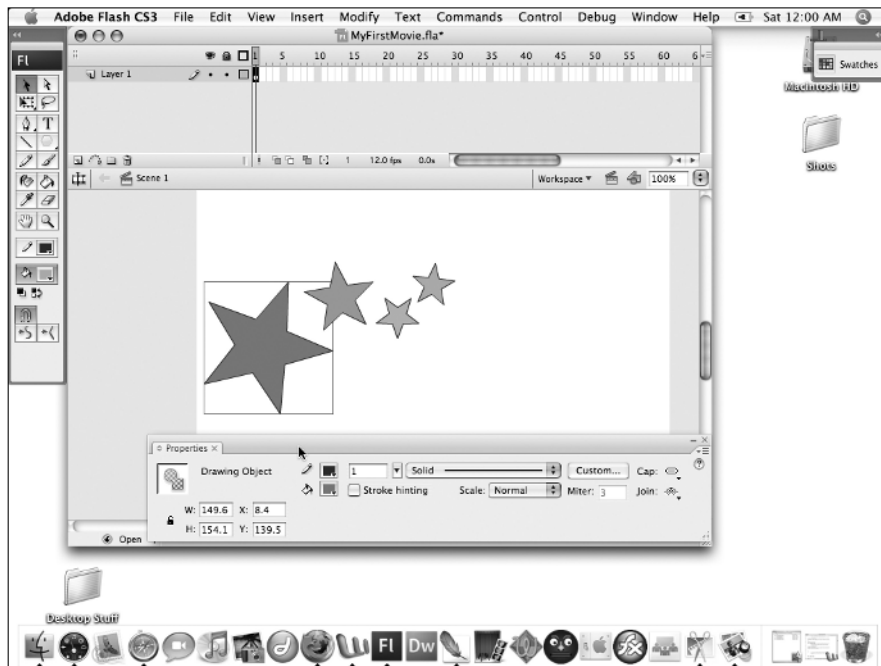 Adobe Flash CS3 File Edit View Insert Modify Text Commands Control Debug Window Help Sat 12:00 AM
MyFirstMovie.fla*
Fl
1 5 10 15 20 25 30 35 40 45 50 55 60 6
Layer 1
Swatches
Macintosh HD
1 12.0 fps 0.0s
Scene 1
Workspace
100%
Shots
T
Properties
Drawing Object
1
Solid
Custom...
Cap:
Stroke hinting
Scale: Normal
Miter: 3
Join:
W: 149.6 X: 8.4
H: 154.1 Y: 139.5
Open
Desktop Stuff
Fl
Dw